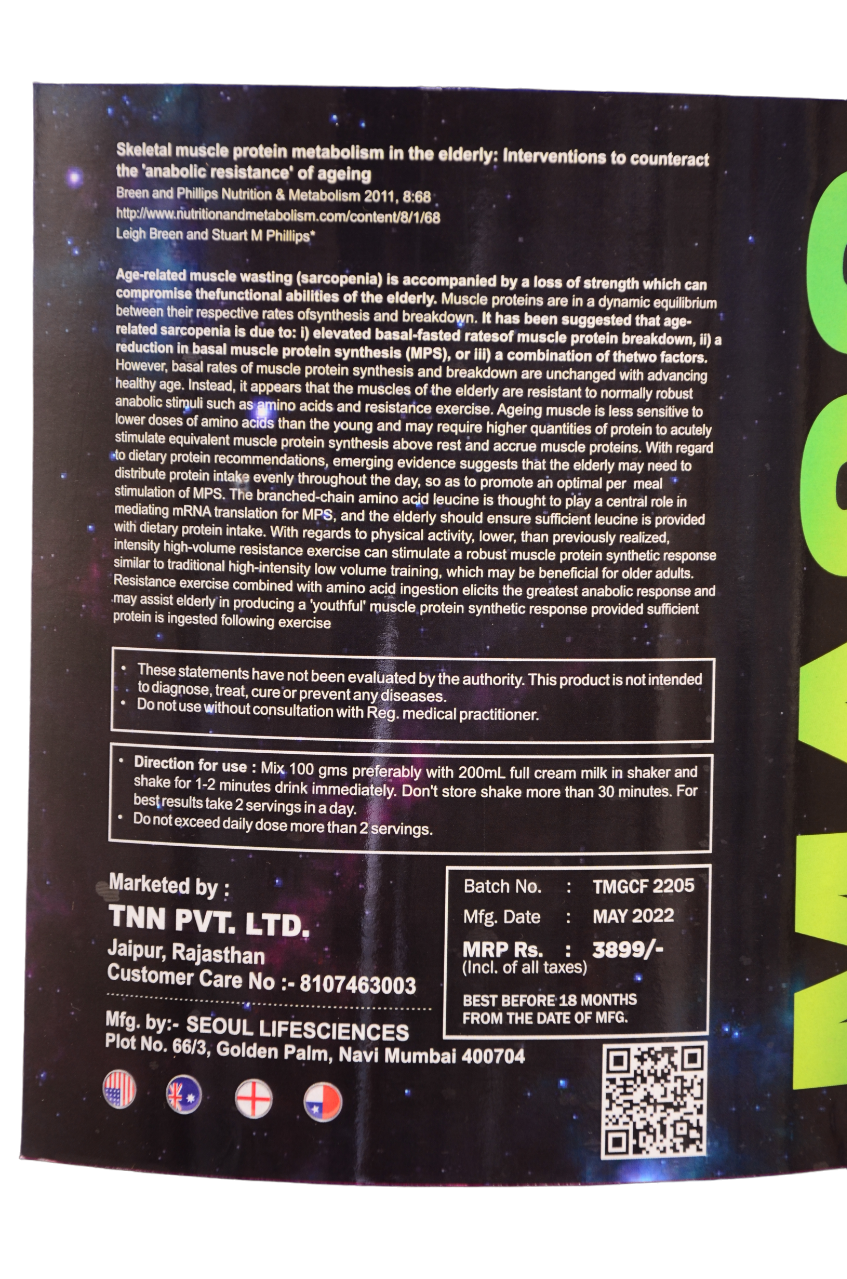 Skeletal muscle protein metabolism in the elderly: Interventions to counteract
the 'anabolic resistance' of ageing
Breen and Phillips Nutrition & Metabolism 2011, 8:68
http://www.nutritionandmetabolism.com/content/8/1/68
Leigh Breen and Stuart M Phillips*
Age-related muscle wasting (sarcopenia) is accompanied by a loss of strength which can
compromise thefunctional abilities of the elderly. Muscle proteins are in a dynamic equilibrium
between their respective rates ofsynthesis and breakdown. It has been suggested that age-
related sarcopenia is due to: i) elevated basal-fasted ratesof muscle protein breakdown, ii) a
reduction in basal muscle protein synthesis (MPS), or iii) a combination of thetwo factors.
However, basal rates of muscle protein synthesis and breakdown are unchanged with advancing
healthy age. Instead, it appears that the muscles of the elderly are resistant to normally robust
anabolic stimuli such as amino acids and resistance exercise. Ageing muscle is less sensitive to
lower doses of amino acids than the young and may require higher quantities of protein to acutely
stimulate equivalent muscle protein synthesis above rest and accrue muscle proteins. With regard
to dietary protein recommendations, emerging evidence suggests that the elderly may need to
distribute protein intake evenly throughout the day, so as to promote an optimal per meal
stimulation of MPS. The branched-chain amino acid leucine is thought to play a central role in
mediating mRNA translation for MPS, and the elderly should ensure sufficient leucine is provided
with dietary protein intake. With regards to physical activity, lower, than previously realized,
intensity high-volume resistance exercise can stimulate a robust muscle protein synthetic response
similar to traditional high-intensity low volume training, which may be beneficial for older adults.
Resistance exercise combined with amino acid ingestion elicits the greatest anabolic response and
may assist elderly in producing a 'youthful' muscle protein synthetic response provided sufficient
protein is ingested following exercise
• These statements have not been evaluated by the authority. This product is not intended
to diagnose, treat, cure or prevent any diseases.
• Do not use without consultation with Reg. medical practitioner.
• Direction for use : Mix 100 gms preferably with 200mL full cream milk in shaker and
shake for 1-2 minutes drink immediately. Don't store shake more than 30 minutes. For
best results take 2 servings in a day.
• Do not exceed daily dose more than 2 servings.
Marketed by :
TNN PVT. LTD.
Jaipur, Rajasthan
Customer Care No :- 8107463003
Mfg. by:- SEOUL LIFESCIENCES
Plot No. 66/3, Golden Palm, Navi Mumbai 400704
Batch No. : TMGCF 2205
Mfg. Date : MAY 2022
MRP Rs. : 3899/-
(Incl. of all taxes)
BEST BEFORE 18 MONTHS
FROM THE DATE OF MFG.